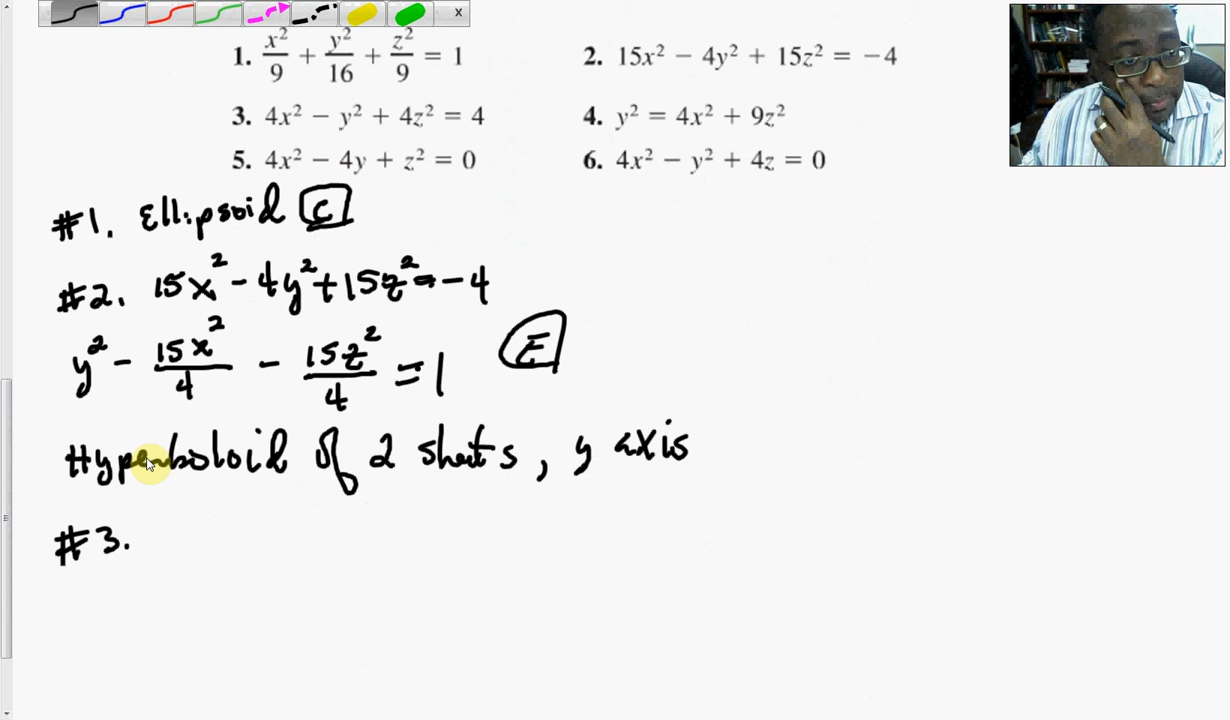 x
1. x²/9 + y²/16 + z²/9 = 1 2. 15x² − 4y² + 15z² = −4
3. 4x² − y² + 4z² = 4 4. y² = 4x² + 9z²
5. 4x² − 4y + z² = 0 6. 4x² − y² + 4z = 0
#1. Ellipsoid C
#2. 15x² - 4y² + 15z² = -4
y² - 15x²/4 - 15z²/4 = 1 E
Hyperboloid of 2 sheets, y axis
#3.